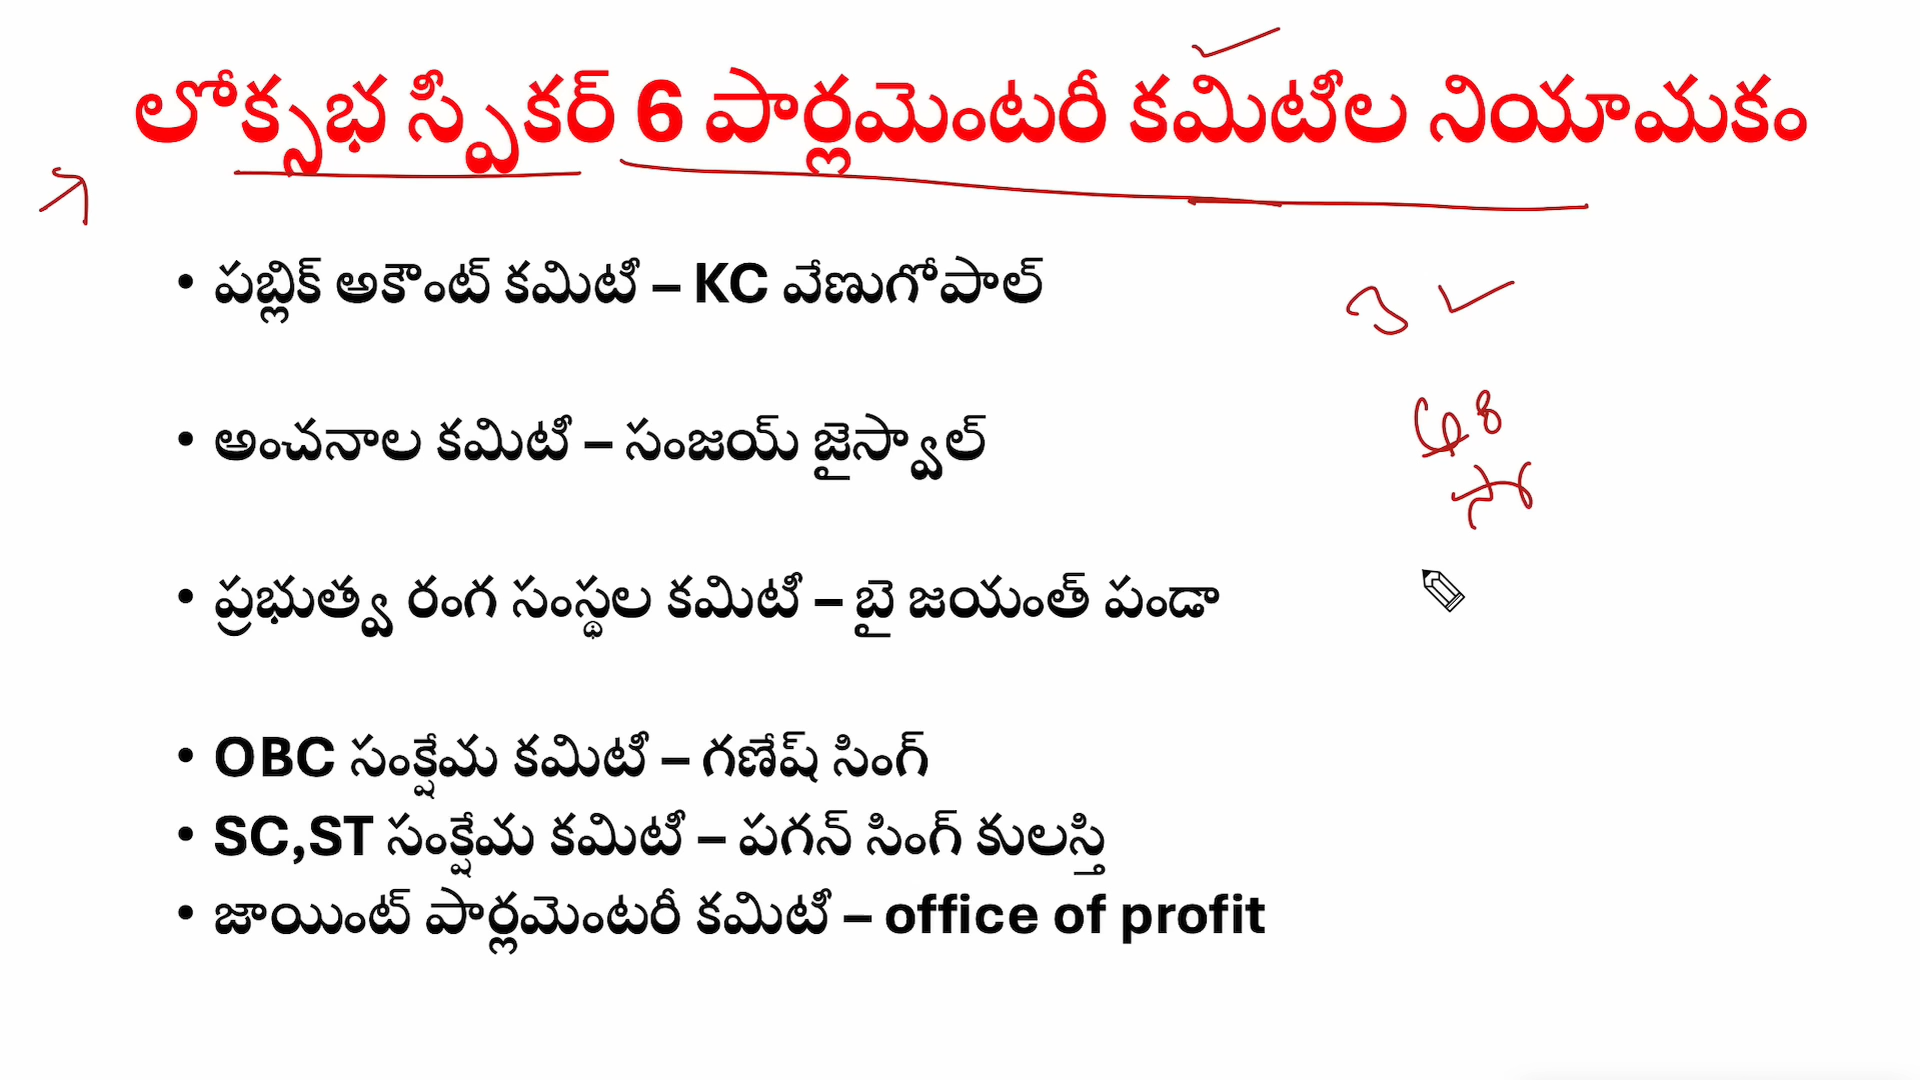 లోక్సభ స్పీకర్ 6 పార్లమెంటరీ కమిటీల నియామకం
• పబ్లిక్ అకౌంట్ కమిటీ – KC వేణుగోపాల్
• అంచనాల కమిటీ – సంజయ్ జైస్వాల్
• ప్రభుత్వ రంగ సంస్థల కమిటీ – బై జయంత్ పండా
• OBC సంక్షేమ కమిటీ – గణేష్ సింగ్
• SC,ST సంక్షేమ కమిటీ – పగన్ సింగ్ కులస్తి
• జాయింట్ పార్లమెంటరీ కమిటీ – office of profit